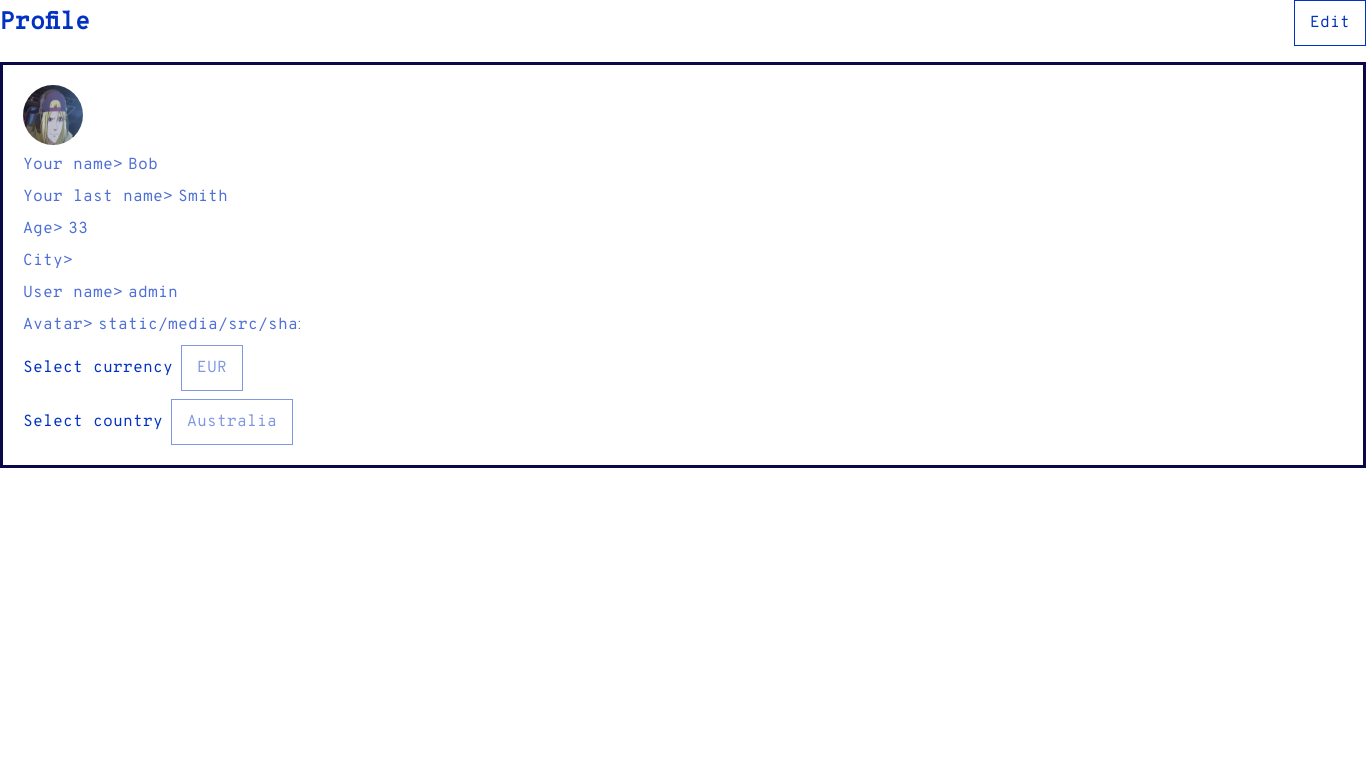 Profile
Edit
Your name> Bob
Your last name> Smith
Age> 33
City>
User name> admin
Avatar> static/media/src/sha
Select currency EUR
Select country Australia